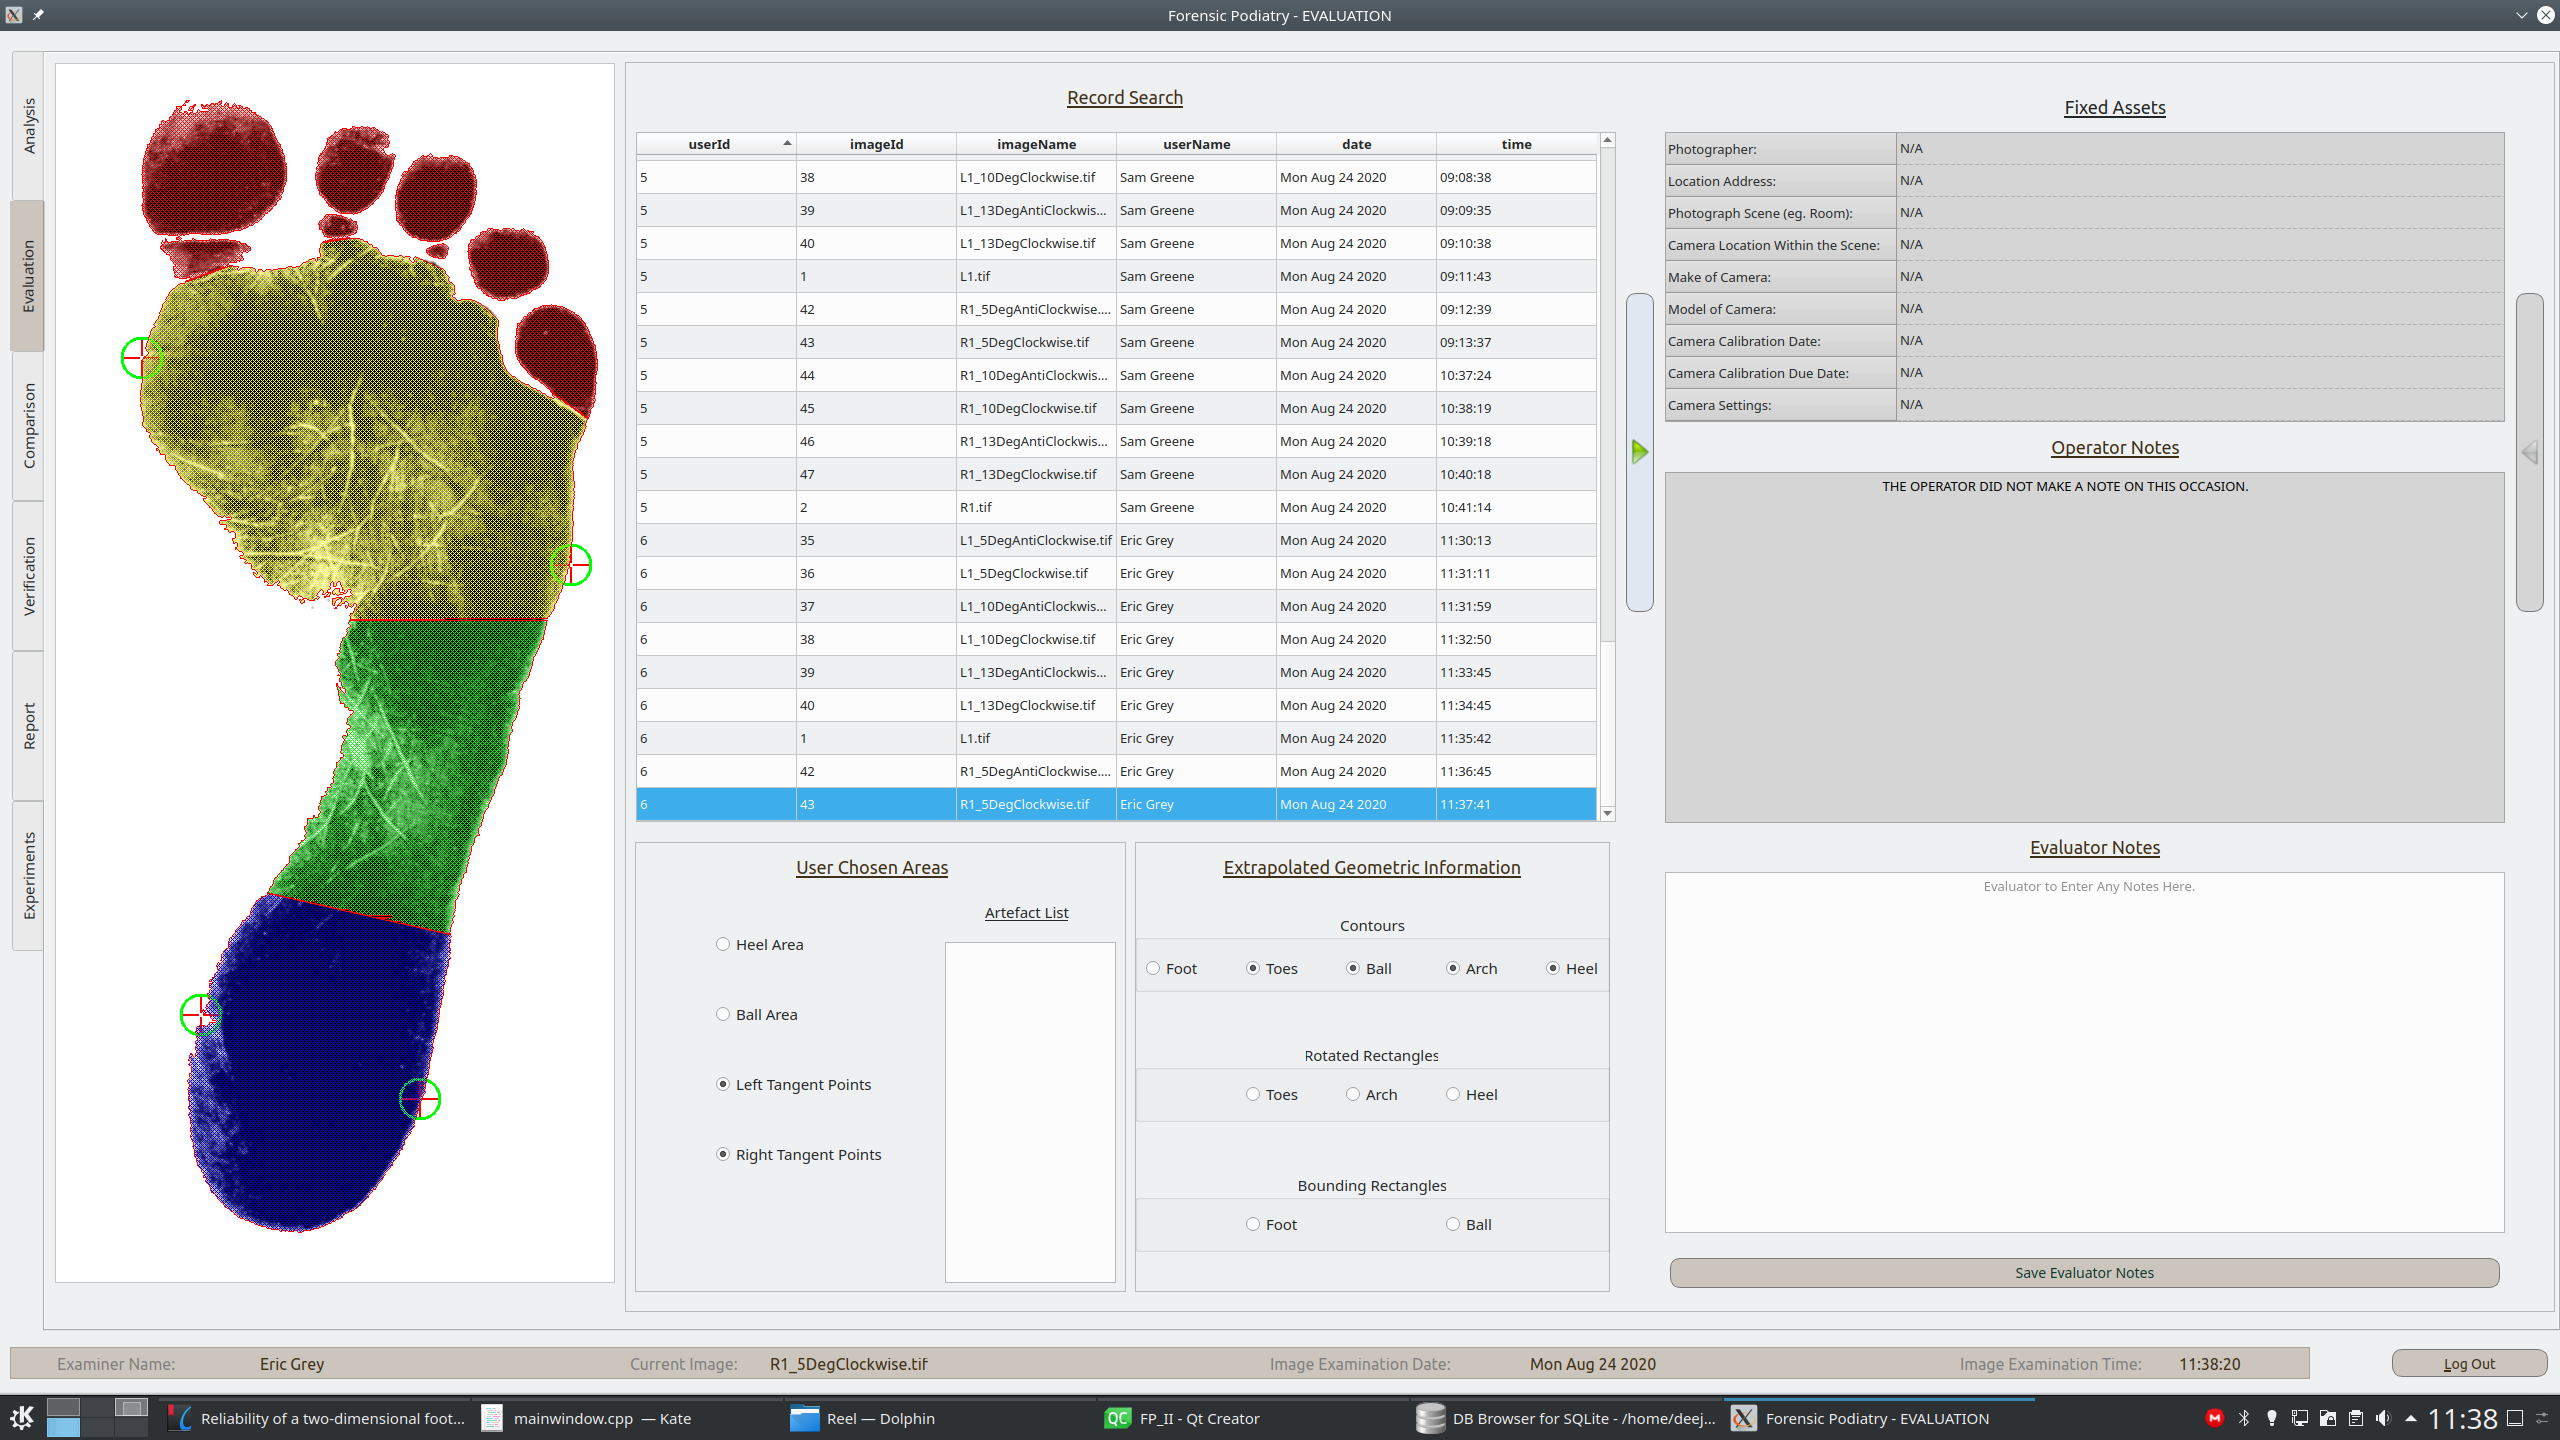 Forensic Podiatry - EVALUATION
Analysis
Evaluation
Comparison
Verification
Report
Experiments
Record Search
userId imageId imageName userName date time
5 38 L1_10DegClockwise.tif Sam Greene Mon Aug 24 2020 09:08:38
5 39 L1_13DegAntiClockwis... Sam Greene Mon Aug 24 2020 09:09:35
5 40 L1_13DegClockwise.tif Sam Greene Mon Aug 24 2020 09:10:38
5 1 L1.tif Sam Greene Mon Aug 24 2020 09:11:43
5 42 R1_5DegAntiClockwise.... Sam Greene Mon Aug 24 2020 09:12:39
5 43 R1_5DegClockwise.tif Sam Greene Mon Aug 24 2020 09:13:37
5 44 R1_10DegAntiClockwis... Sam Greene Mon Aug 24 2020 10:37:24
5 45 R1_10DegClockwise.tif Sam Greene Mon Aug 24 2020 10:38:19
5 46 R1_13DegAntiClockwis... Sam Greene Mon Aug 24 2020 10:39:18
5 47 R1_13DegClockwise.tif Sam Greene Mon Aug 24 2020 10:40:18
5 2 R1.tif Sam Greene Mon Aug 24 2020 10:41:14
6 35 L1_5DegAntiClockwise.tif Eric Grey Mon Aug 24 2020 11:30:13
6 36 L1_5DegClockwise.tif Eric Grey Mon Aug 24 2020 11:31:11
6 37 L1_10DegAntiClockwis... Eric Grey Mon Aug 24 2020 11:31:59
6 38 L1_10DegClockwise.tif Eric Grey Mon Aug 24 2020 11:32:50
6 39 L1_13DegAntiClockwis... Eric Grey Mon Aug 24 2020 11:33:45
6 40 L1_13DegClockwise.tif Eric Grey Mon Aug 24 2020 11:34:45
6 1 L1.tif Eric Grey Mon Aug 24 2020 11:35:42
6 42 R1_5DegAntiClockwise.... Eric Grey Mon Aug 24 2020 11:36:45
6 43 R1_5DegClockwise.tif Eric Grey Mon Aug 24 2020 11:37:41
User Chosen Areas
Artefact List
Heel Area
Ball Area
Left Tangent Points
Right Tangent Points
Extrapolated Geometric Information
Contours
Foot Toes Ball Arch Heel
Rotated Rectangles
Toes Arch Heel
Bounding Rectangles
Foot Ball
Fixed Assets
Photographer: N/A
Location Address: N/A
Photograph Scene (eg. Room): N/A
Camera Location Within the Scene: N/A
Make of Camera: N/A
Model of Camera: N/A
Camera Calibration Date: N/A
Camera Calibration Due Date: N/A
Camera Settings: N/A
Operator Notes
THE OPERATOR DID NOT MAKE A NOTE ON THIS OCCASION.
Evaluator Notes
Evaluator to Enter Any Notes Here.
Save Evaluator Notes
Examiner Name: Eric Grey Current Image: R1_5DegClockwise.tif Image Examination Date: Mon Aug 24 2020 Image Examination Time: 11:38:20 Log Out
Reliability of a two-dimensional foot... mainwindow.cpp — Kate Reel — Dolphin QC FP_II - Qt Creator DB Browser for SQLite - /home/deej... Forensic Podiatry - EVALUATION 11:38